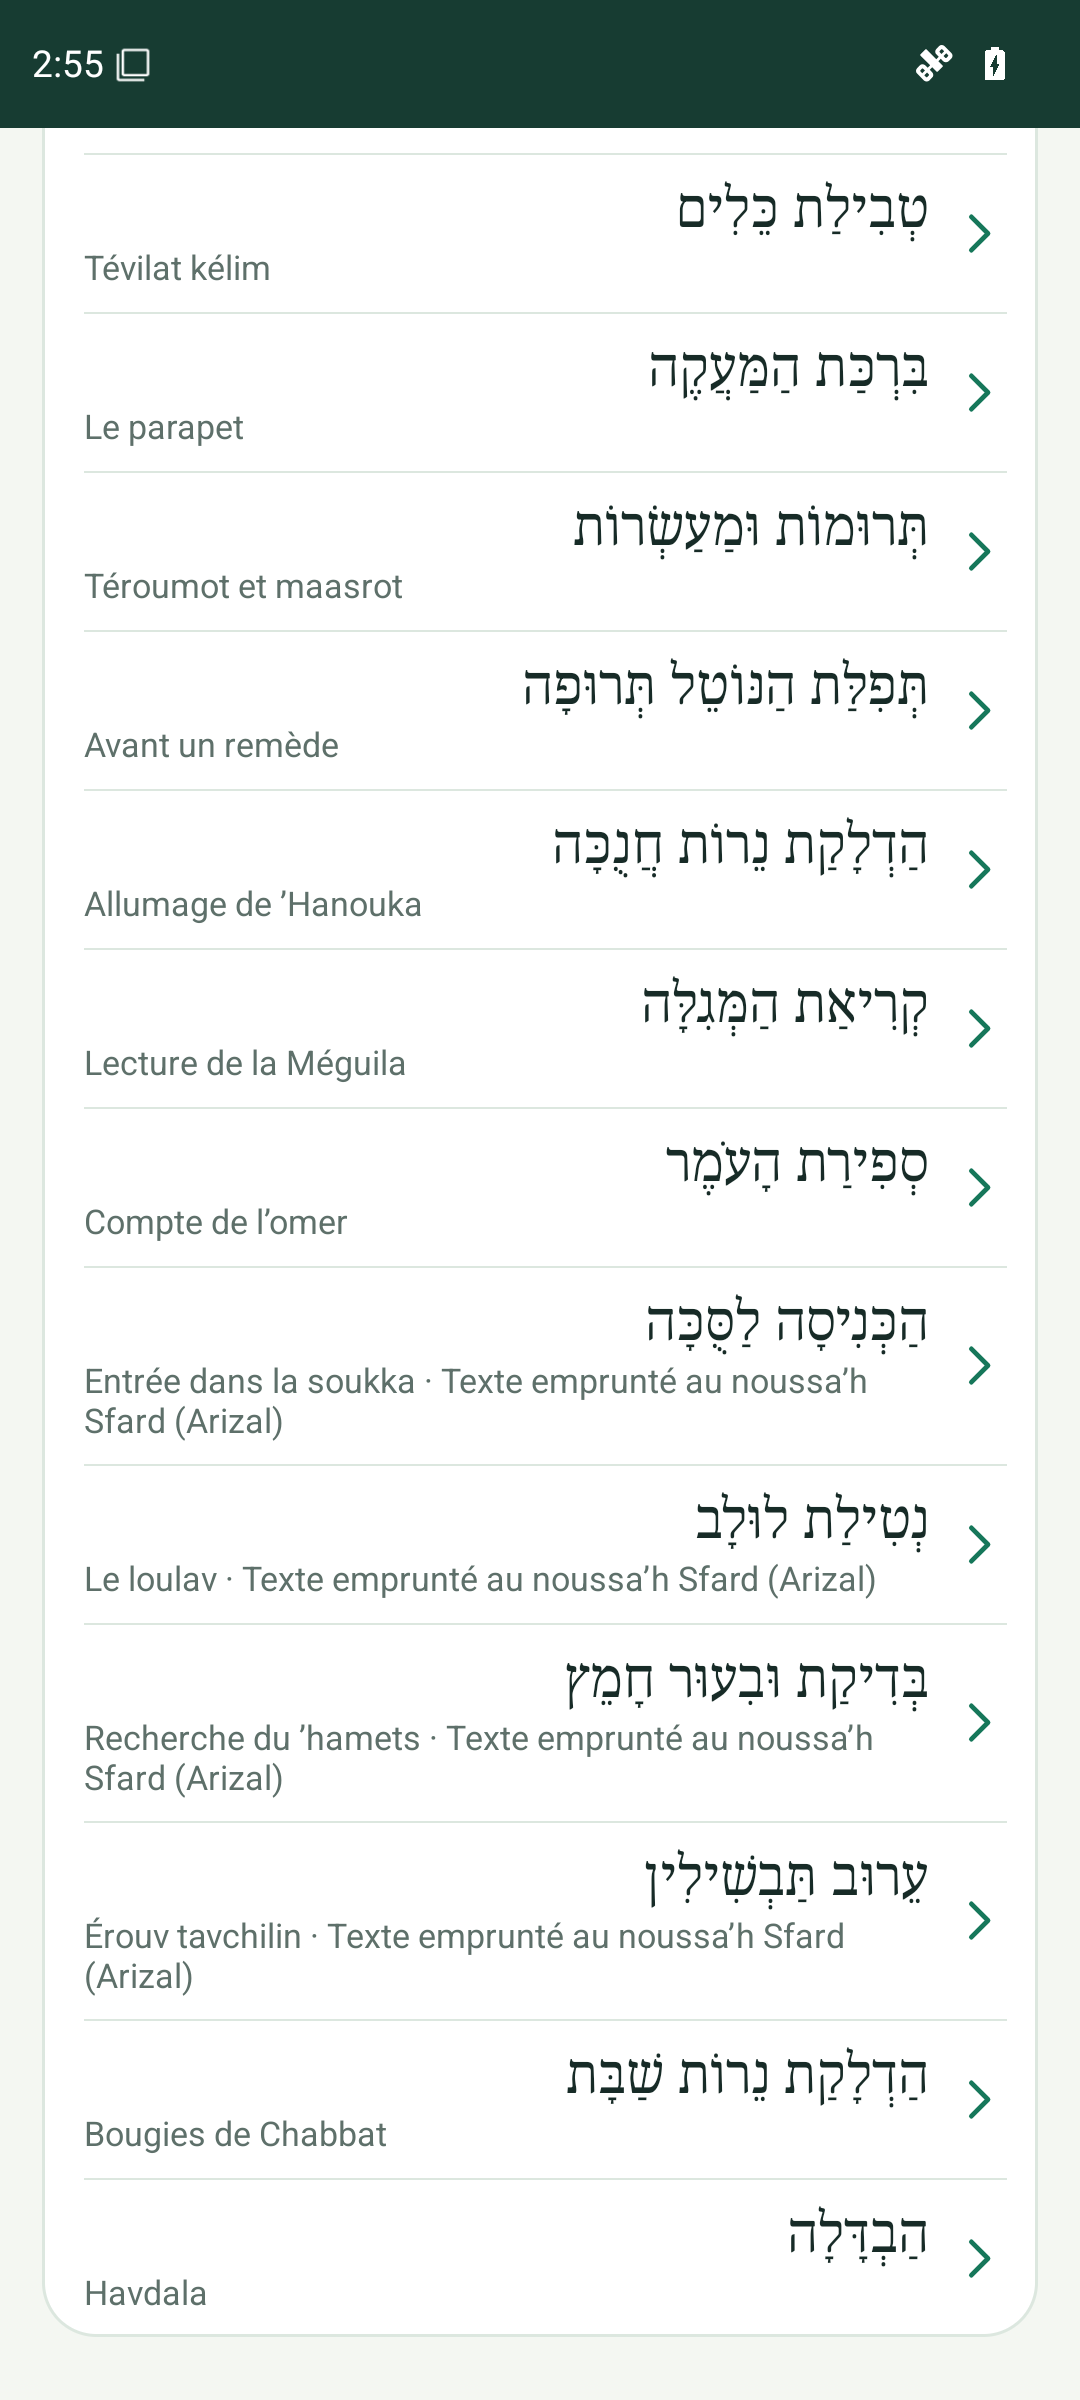 2:55
טְבִילַת כֵּלִים
Tévilat kélim
בִּרְכַּת הַמַּעֲקֶה
Le parapet
תְּרוּמוֹת וּמַעַשְׂרוֹת
Téroumot et maasrot
תְּפִלַּת הַנּוֹטֵל תְּרוּפָה
Avant un remède
הַדְלָקַת נֵרוֹת חֲנֻכָּה
Allumage de ’Hanouka
קְרִיאַת הַמְּגִלָּה
Lecture de la Méguila
סְפִירַת הָעֹמֶר
Compte de l’omer
הַכְּנִיסָה לַסֻּכָּה
Entrée dans la soukka · Texte emprunté au noussa’h
Sfard (Arizal)
נְטִילַת לוּלָב
Le loulav · Texte emprunté au noussa’h Sfard (Arizal)
בְּדִיקַת וּבִעוּר חָמֵץ
Recherche du ’hamets · Texte emprunté au noussa’h
Sfard (Arizal)
עֵרוּב תַּבְשִׁילִין
Érouv tavchilin · Texte emprunté au noussa’h Sfard
(Arizal)
הַדְלָקַת נֵרוֹת שַׁבָּת
Bougies de Chabbat
הַבְדָּלָה
Havdala